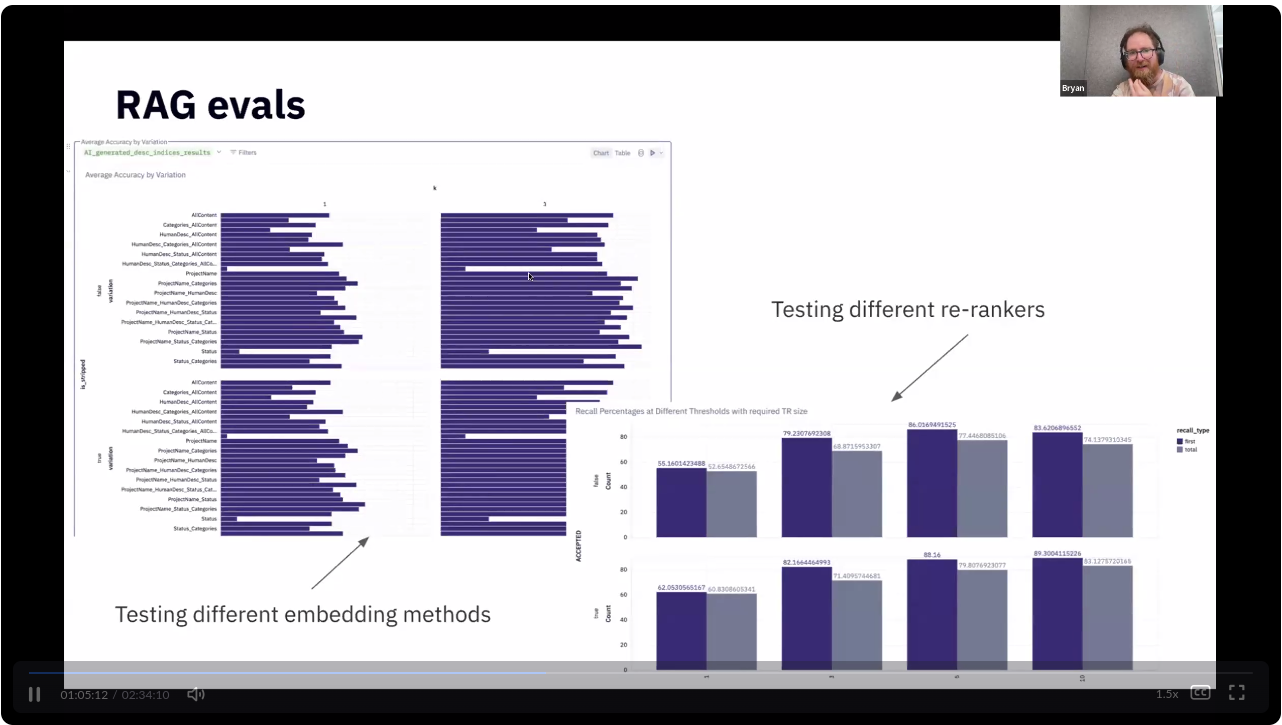 Bryan
RAG evals
Average Accuracy by Variation
AI_generated_desc_indices_results
Filters
Chart Table
Average Accuracy by Variation
1
3
AllContent
Categories_AllContent
HumanDesc_AllContent
HumanDesc_Categories_AllContent
HumanDesc_Status_AllContent
HumanDesc_Status_Categories_AllCo...
ProjectName
ProjectName_Categories
ProjectName_HumanDesc
ProjectName_HumanDesc_Categories
ProjectName_HumanDesc_Status
ProjectName_HumanDesc_Status_Cat...
ProjectName_Status
ProjectName_Status_Categories
Status
Status_Categories
false
variation
is_stripped
AllContent
Categories_AllContent
HumanDesc_AllContent
HumanDesc_Categories_AllContent
HumanDesc_Status_AllContent
HumanDesc_Status_Categories_AllCo...
ProjectName
ProjectName_Categories
ProjectName_HumanDesc
ProjectName_HumanDesc_Categories
ProjectName_HumanDesc_Status
ProjectName_HumanDesc_Status_Cat...
ProjectName_Status
ProjectName_Status_Categories
Status
Status_Categories
true
variation
Testing different embedding methods
Testing different re-rankers
Recall Percentages at Different Thresholds with required TR size
recall_type
first
total
80
60
40
20
0
false
Count
55.1601423488
52.6548672566
79.2307692308
68.8715953307
86.0169491525
77.4468085106
83.6206896552
74.1379310345
ACCEPTED
80
60
40
20
0
true
Count
62.0530565167
60.8308605341
82.1664464993
71.4095744681
88.16
79.8076923077
89.3004115226
83.1275720165
1
3
5
10
01:05:12 / 02:34:10
1.5x
CC